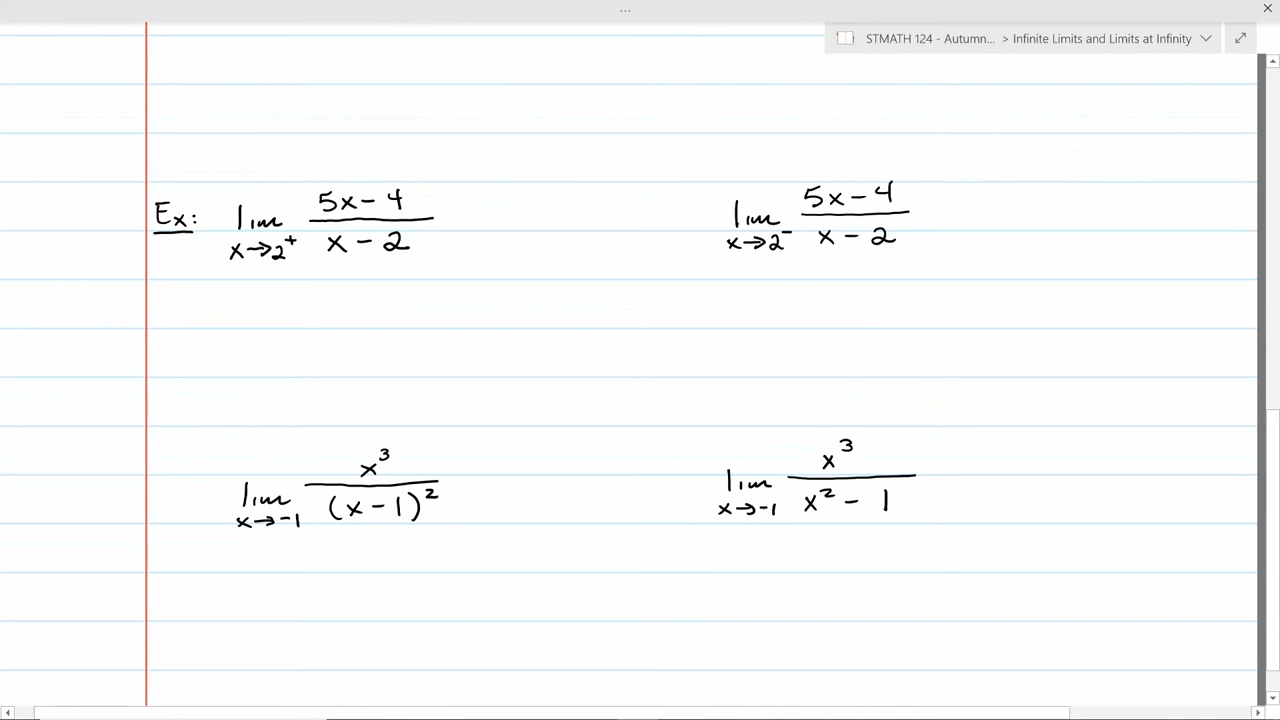 ...
STMATH 124 - Autumn... > Infinite Limits and Limits at Infinity
Ex: lim x→2⁺ (5x − 4)/(x − 2)
lim x→2⁻ (5x − 4)/(x − 2)
lim x→−1 x³/(x − 1)²
lim x→−1 x³/(x² − 1)